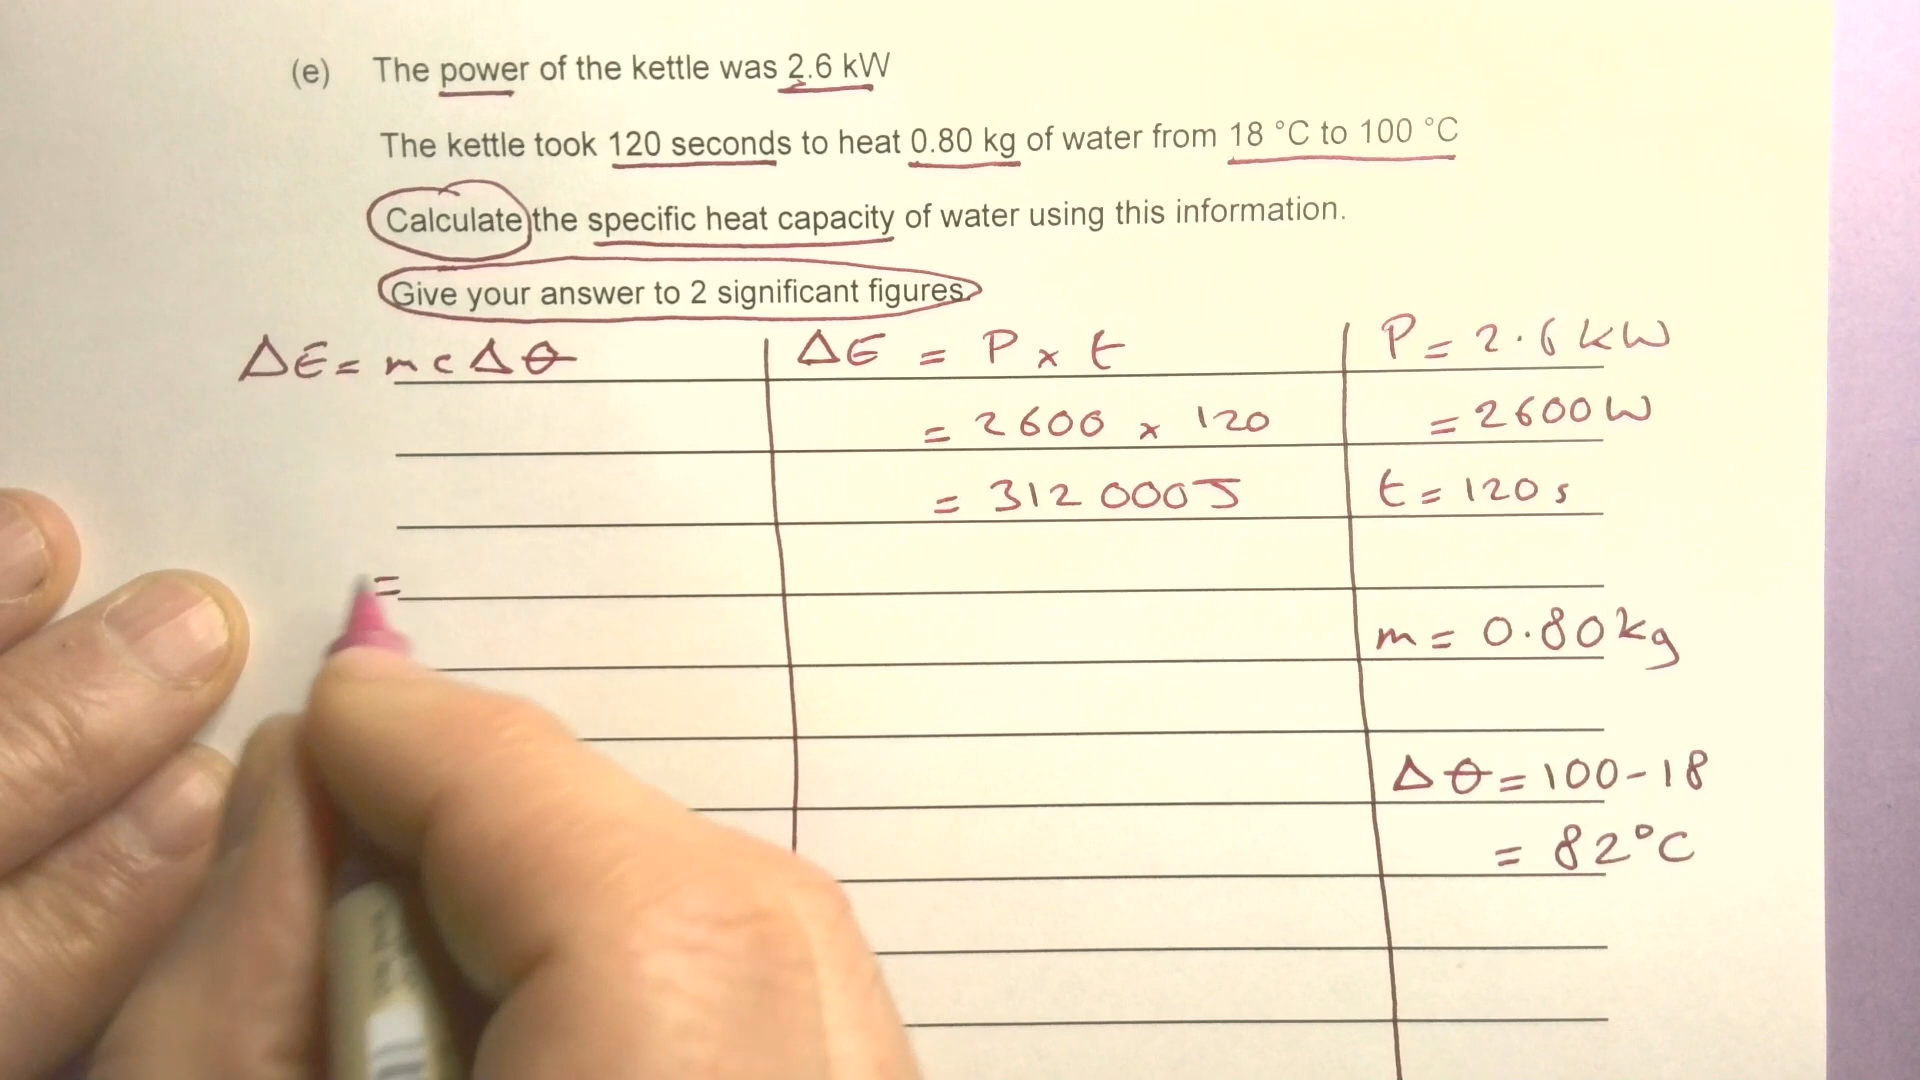 (e) The power of the kettle was 2.6 kW
The kettle took 120 seconds to heat 0.80 kg of water from 18 °C to 100 °C
Calculate the specific heat capacity of water using this information.
Give your answer to 2 significant figures.
ΔE = mcΔθ
=
ΔE = P × t
= 2600 × 120
= 312 000 J
P = 2.6 kW
= 2600 W
t = 120 s
m = 0.80 kg
Δθ = 100 - 18
= 82 °C